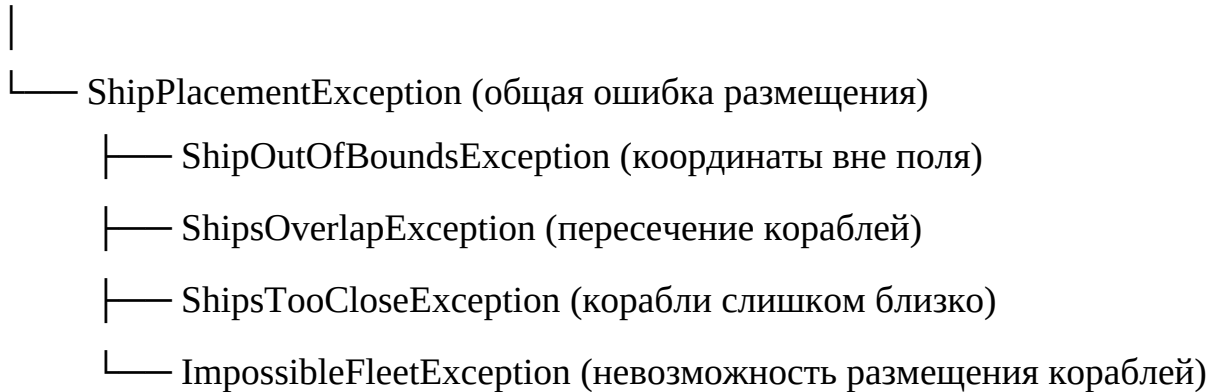 │
└── ShipPlacementException (общая ошибка размещения)
├── ShipOutOfBoundsException (координаты вне поля)
├── ShipsOverlapException (пересечение кораблей)
├── ShipsTooCloseException (корабли слишком близко)
└── ImpossibleFleetException (невозможность размещения кораблей)